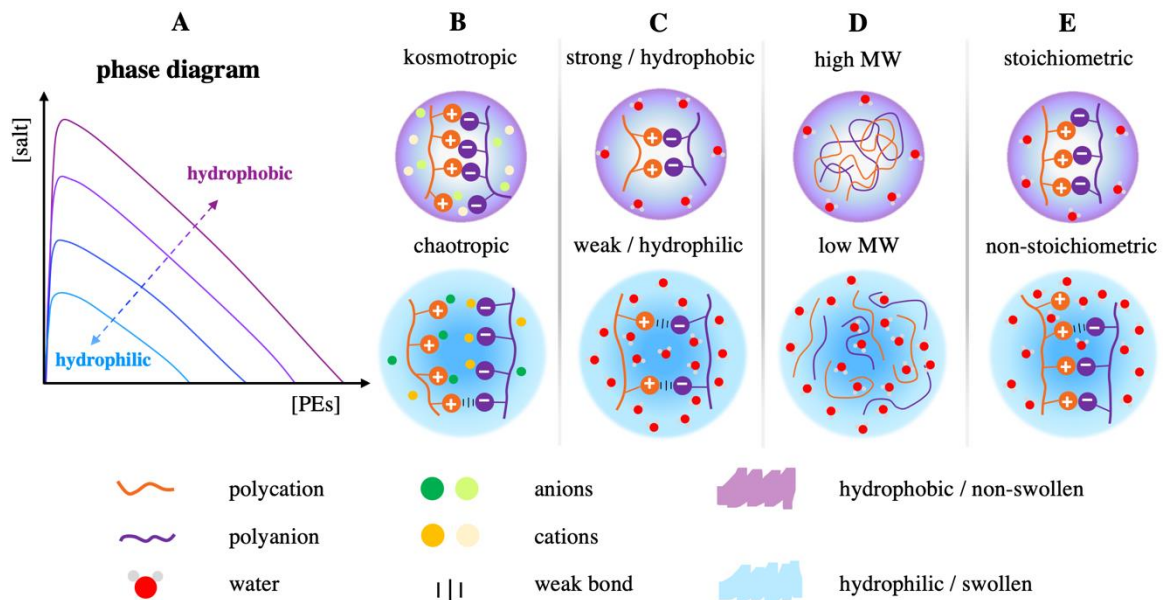 A
B
C
D
E
phase diagram
kosmotropic
strong / hydrophobic
high MW
stoichiometric
[salt]
hydrophobic
hydrophilic
[PEs]
chaotropic
weak / hydrophilic
low MW
non-stoichiometric
polycation
anions
hydrophobic / non-swollen
polyanion
cations
water
weak bond
hydrophilic / swollen